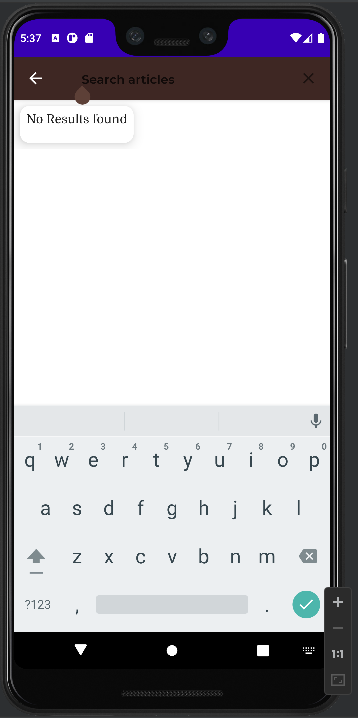 5:37
Search articles
No Results found
1 2 3 4 5 6 7 8 9 0
q w e r t y u i o p
a s d f g h j k l
z x c v b n m
?123 , .
1:1